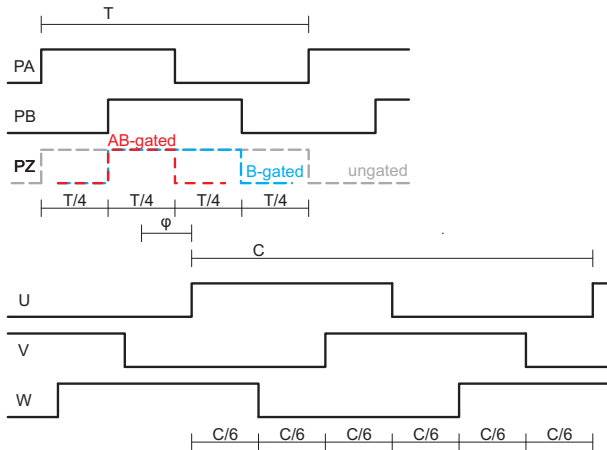 T
PA
PB
AB-gated
PZ
B-gated
ungated
T/4 T/4 T/4 T/4
φ
C
U
V
W
C/6 C/6 C/6 C/6 C/6 C/6